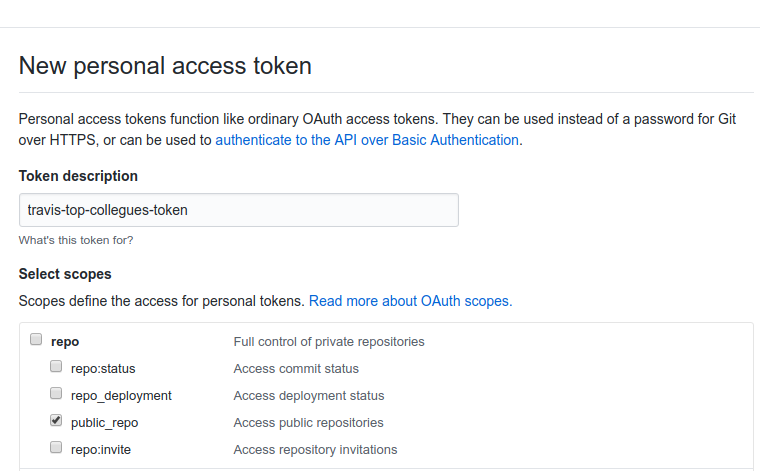 New personal access token
Personal access tokens function like ordinary OAuth access tokens. They can be used instead of a password for Git
over HTTPS, or can be used to authenticate to the API over Basic Authentication.
Token description
travis-top-collegues-token
What's this token for?
Select scopes
Scopes define the access for personal tokens. Read more about OAuth scopes.
repo Full control of private repositories
repo:status Access commit status
repo_deployment Access deployment status
public_repo Access public repositories
repo:invite Access repository invitations